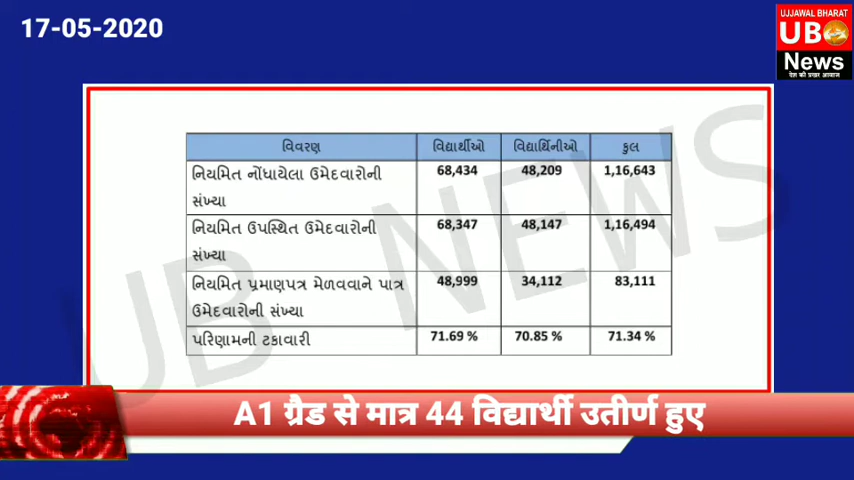 17-05-2020
UJJAWAL BHARAT
UB
News
देश की प्रखर आवाज
વિવરણ વિદ્યાર્થીઓ વિદ્યાર્થિનીઓ કુલ
નિયમિત નોંધાયેલા ઉમેદવારોની 68,434 48,209 1,16,643
સંખ્યા
નિયમિત ઉપસ્થિત ઉમેદવારોની 68,347 48,147 1,16,494
સંખ્યા
નિયમિત પ્રમાણપત્ર મેળવવાને પાત્ર 48,999 34,112 83,111
ઉમેદવારોની સંખ્યા
પરિણામની ટકાવારી 71.69 % 70.85 % 71.34 %
UB NEWS
A1 ग्रैड से मात्र 44 विद्यार्थी उतीर्ण हुए